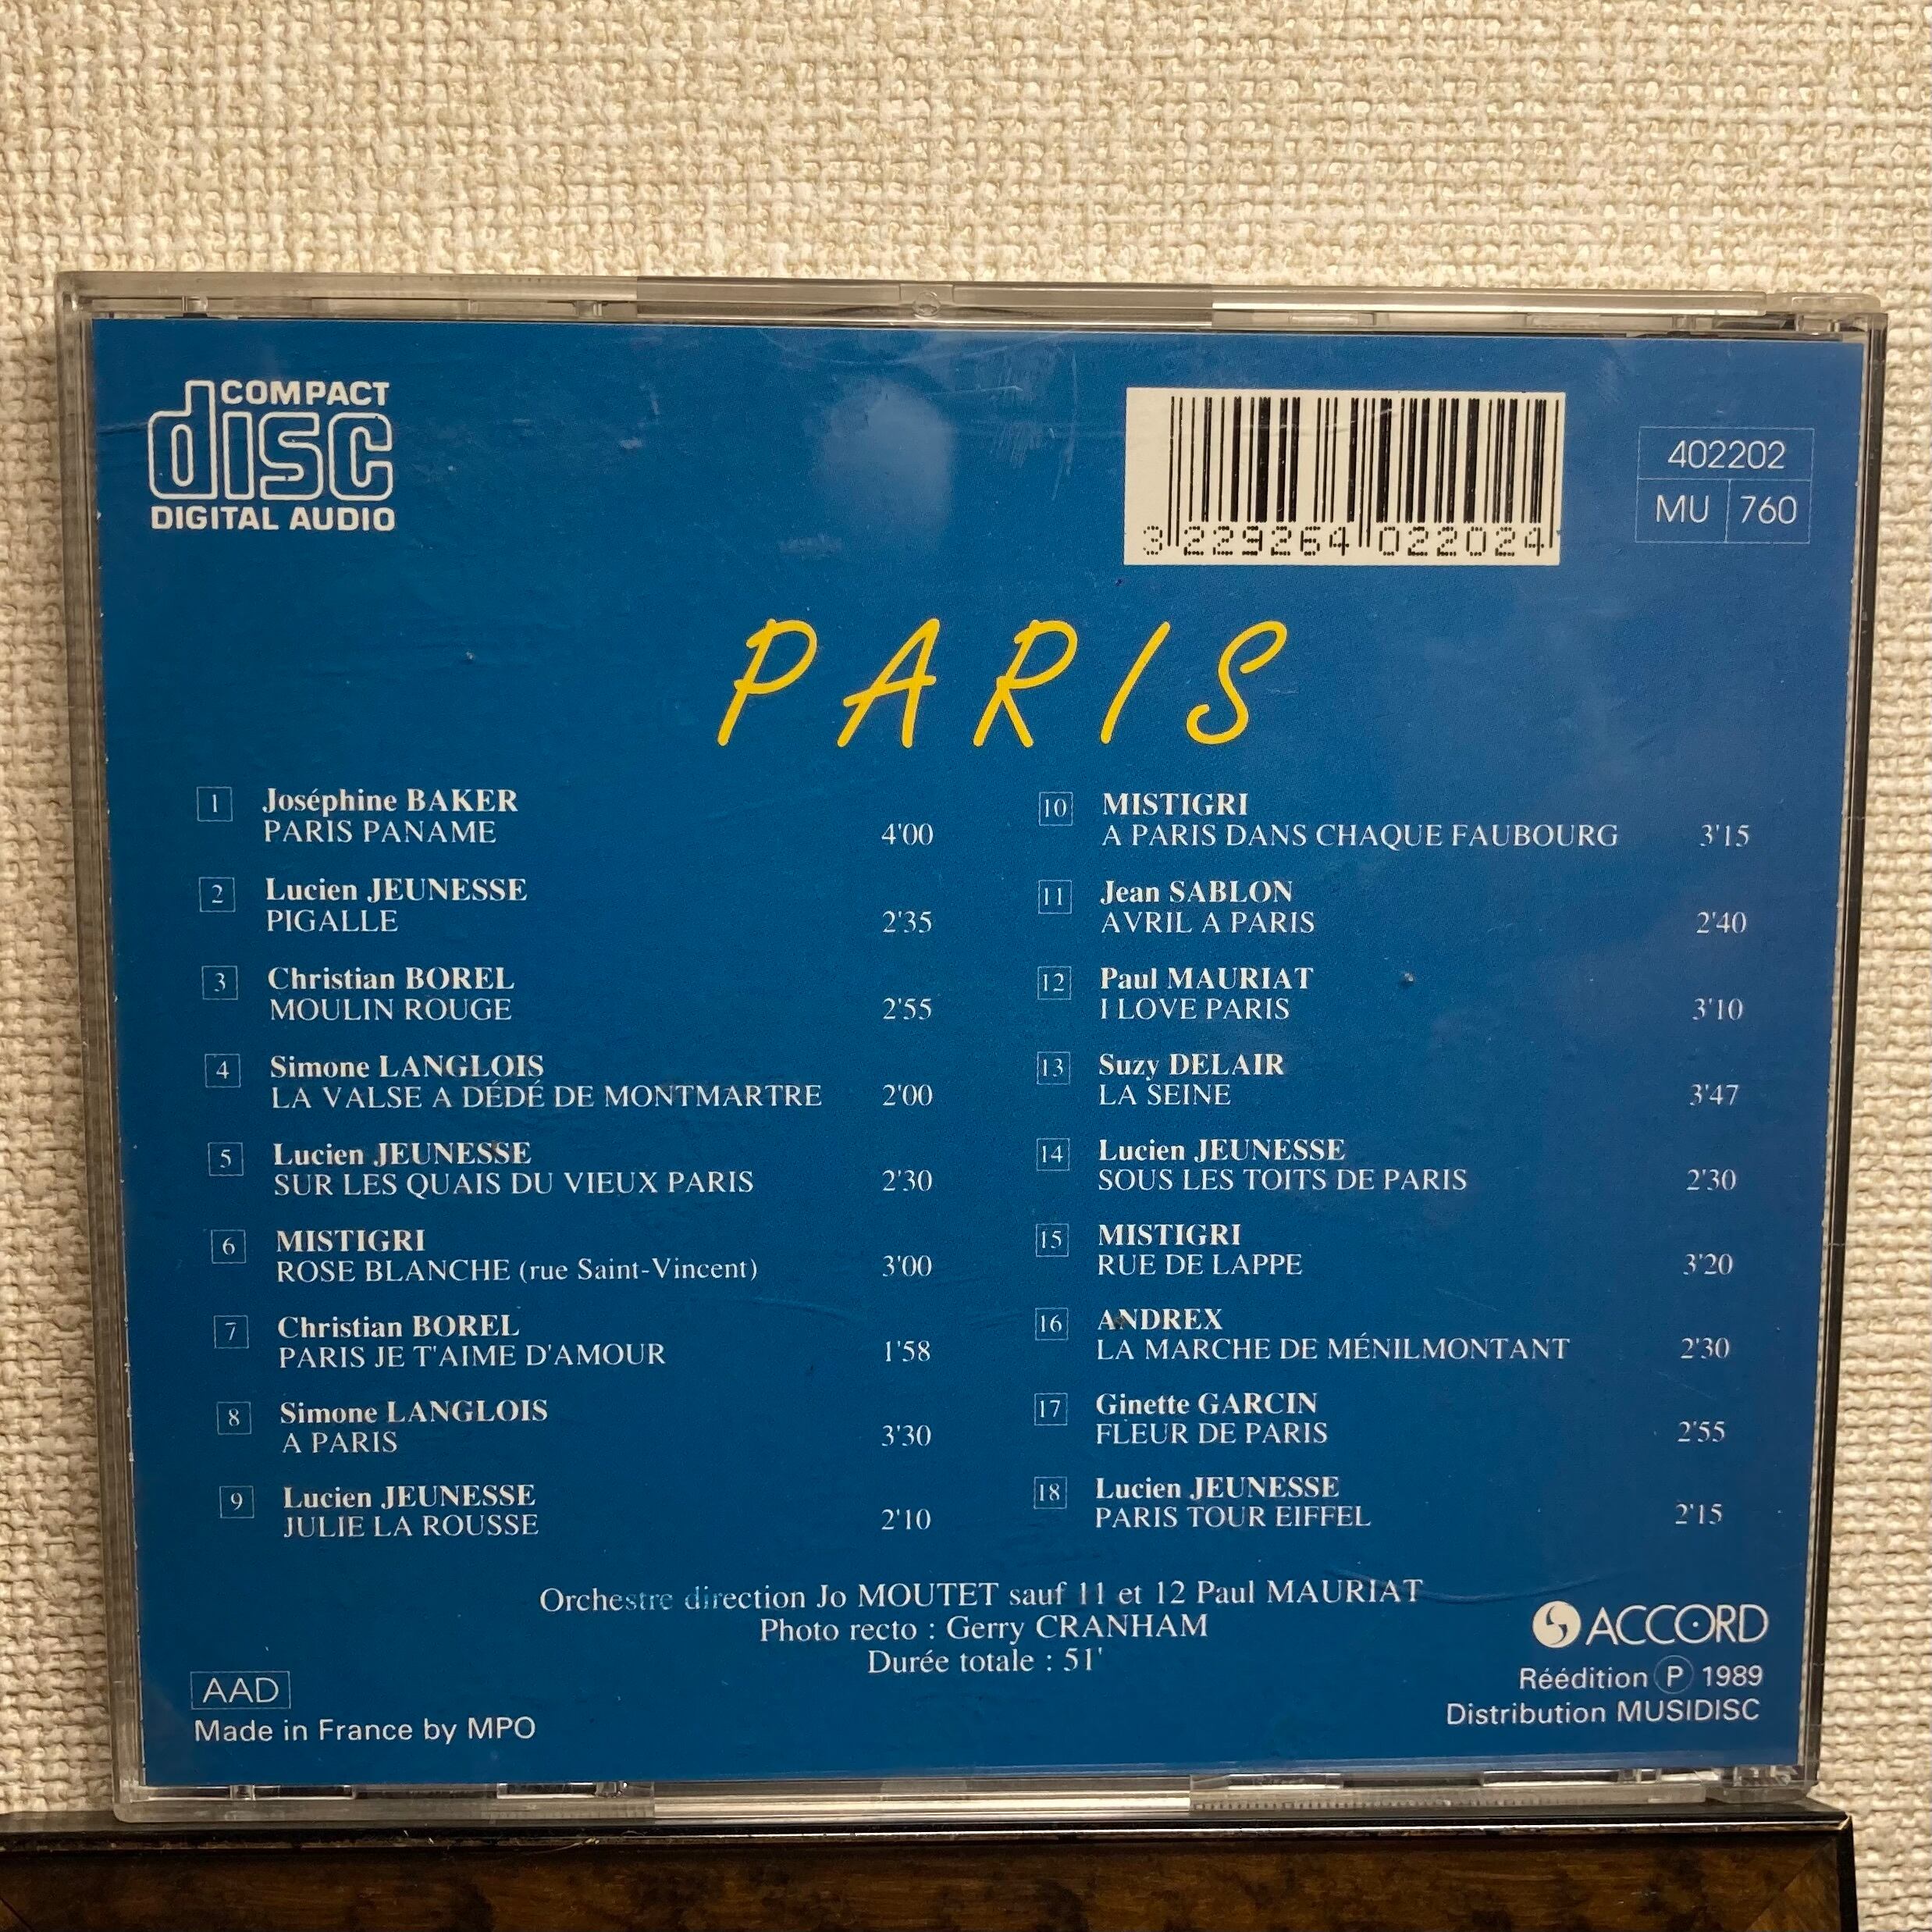 COMPACT
disc
DIGITAL AUDIO
3 229264 022024
402202
MU 760
PARIS
1 Joséphine BAKER
PARIS PANAME 4'00
2 Lucien JEUNESSE
PIGALLE 2'35
3 Christian BOREL
MOULIN ROUGE 2'55
4 Simone LANGLOIS
LA VALSE A DÉDÉ DE MONTMARTRE 2'00
5 Lucien JEUNESSE
SUR LES QUAIS DU VIEUX PARIS 2'30
6 MISTIGRI
ROSE BLANCHE (rue Saint-Vincent) 3'00
7 Christian BOREL
PARIS JE T'AIME D'AMOUR 1'58
8 Simone LANGLOIS
A PARIS 3'30
9 Lucien JEUNESSE
JULIE LA ROUSSE 2'10
10 MISTIGRI
A PARIS DANS CHAQUE FAUBOURG 3'15
11 Jean SABLON
AVRIL A PARIS 2'40
12 Paul MAURIAT
I LOVE PARIS 3'10
13 Suzy DELAIR
LA SEINE 3'47
14 Lucien JEUNESSE
SOUS LES TOITS DE PARIS 2'30
15 MISTIGRI
RUE DE LAPPE 3'20
16 ANDREX
LA MARCHE DE MÉNILMONTANT 2'30
17 Ginette GARCIN
FLEUR DE PARIS 2'55
18 Lucien JEUNESSE
PARIS TOUR EIFFEL 2'15
Orchestre direction Jo MOUTET sauf 11 et 12 Paul MAURIAT
Photo recto : Gerry CRANHAM
Durée totale : 51'
AAD
Made in France by MPO
ACCORD
Réédition Ⓟ 1989
Distribution MUSIDISC